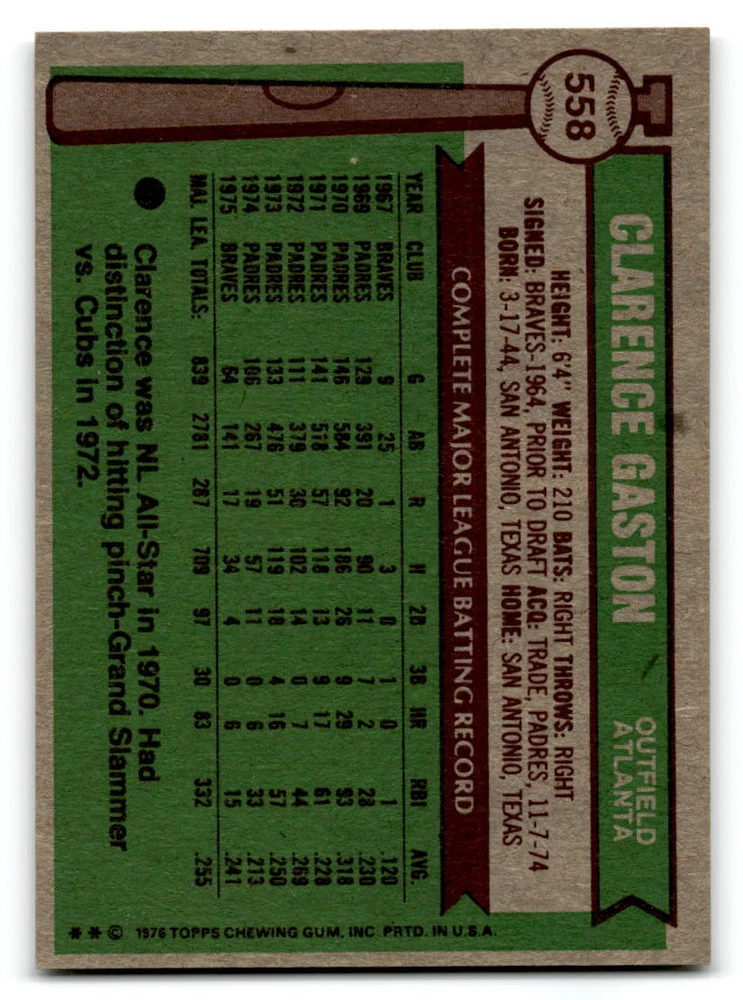 558
CLARENCE GASTON
OUTFIELD
ATLANTA
HEIGHT: 6'4" WEIGHT: 210 BATS: RIGHT THROWS: RIGHT
SIGNED: BRAVES-1964, PRIOR TO DRAFT ACQ: TRADE, PADRES, 11-7-74
BORN: 3-17-44, SAN ANTONIO, TEXAS HOME: SAN ANTONIO, TEXAS
COMPLETE MAJOR LEAGUE BATTING RECORD
YEAR CLUB G AB R H 2B 3B HR RBI AVG.
1967 BRAVES 9 25 1 3 0 1 0 1 .120
1969 PADRES 129 391 20 90 11 7 2 28 .230
1970 PADRES 146 584 92 186 26 9 29 93 .318
1971 PADRES 141 518 57 118 13 9 17 61 .228
1972 PADRES 111 379 30 102 14 0 7 44 .269
1973 PADRES 133 476 51 119 18 4 16 57 .250
1974 PADRES 106 267 19 57 11 0 6 33 .213
1975 BRAVES 64 141 17 34 4 0 6 15 .241
MAJ. LEA. TOTALS: 839 2781 287 709 97 30 83 332 .255
Clarence was NL All-Star in 1970. Had
distinction of hitting pinch-Grand Slammer
vs. Cubs in 1972.
** © 1976 TOPPS CHEWING GUM, INC. PRTD. IN U.S.A.